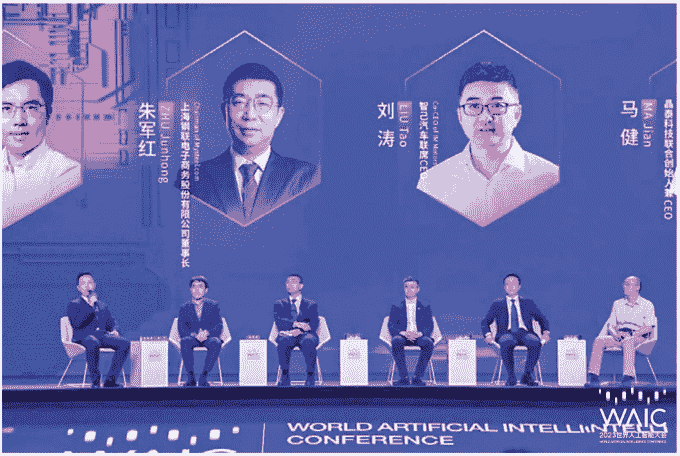 朱军红
ZHU Junhong
上海钢联电子商务股份有限公司董事长
刘涛
LIU Tao
智己汽车联席CEO
马健
MA Jian
晶泰科技联合创始人兼CEO
WAIC
WORLD ARTIFICIAL INTELLI
CONFERENCE
WAIC
2023世界人工智能大会